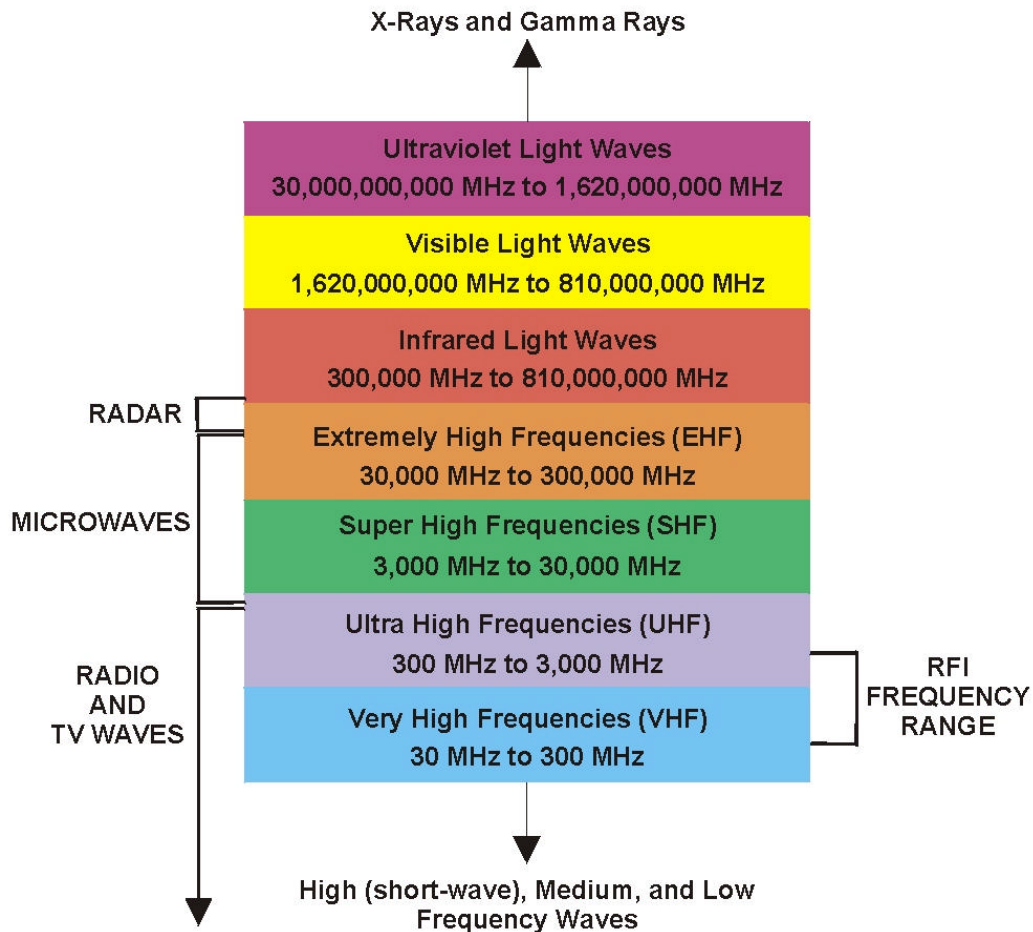 X-Rays and Gamma Rays
Ultraviolet Light Waves
30,000,000,000 MHz to 1,620,000,000 MHz
Visible Light Waves
1,620,000,000 MHz to 810,000,000 MHz
Infrared Light Waves
300,000 MHz to 810,000,000 MHz
RADAR
Extremely High Frequencies (EHF)
30,000 MHz to 300,000 MHz
MICROWAVES
Super High Frequencies (SHF)
3,000 MHz to 30,000 MHz
Ultra High Frequencies (UHF)
300 MHz to 3,000 MHz
RADIO
AND
TV WAVES
RFI
FREQUENCY
RANGE
Very High Frequencies (VHF)
30 MHz to 300 MHz
High (short-wave), Medium, and Low
Frequency Waves